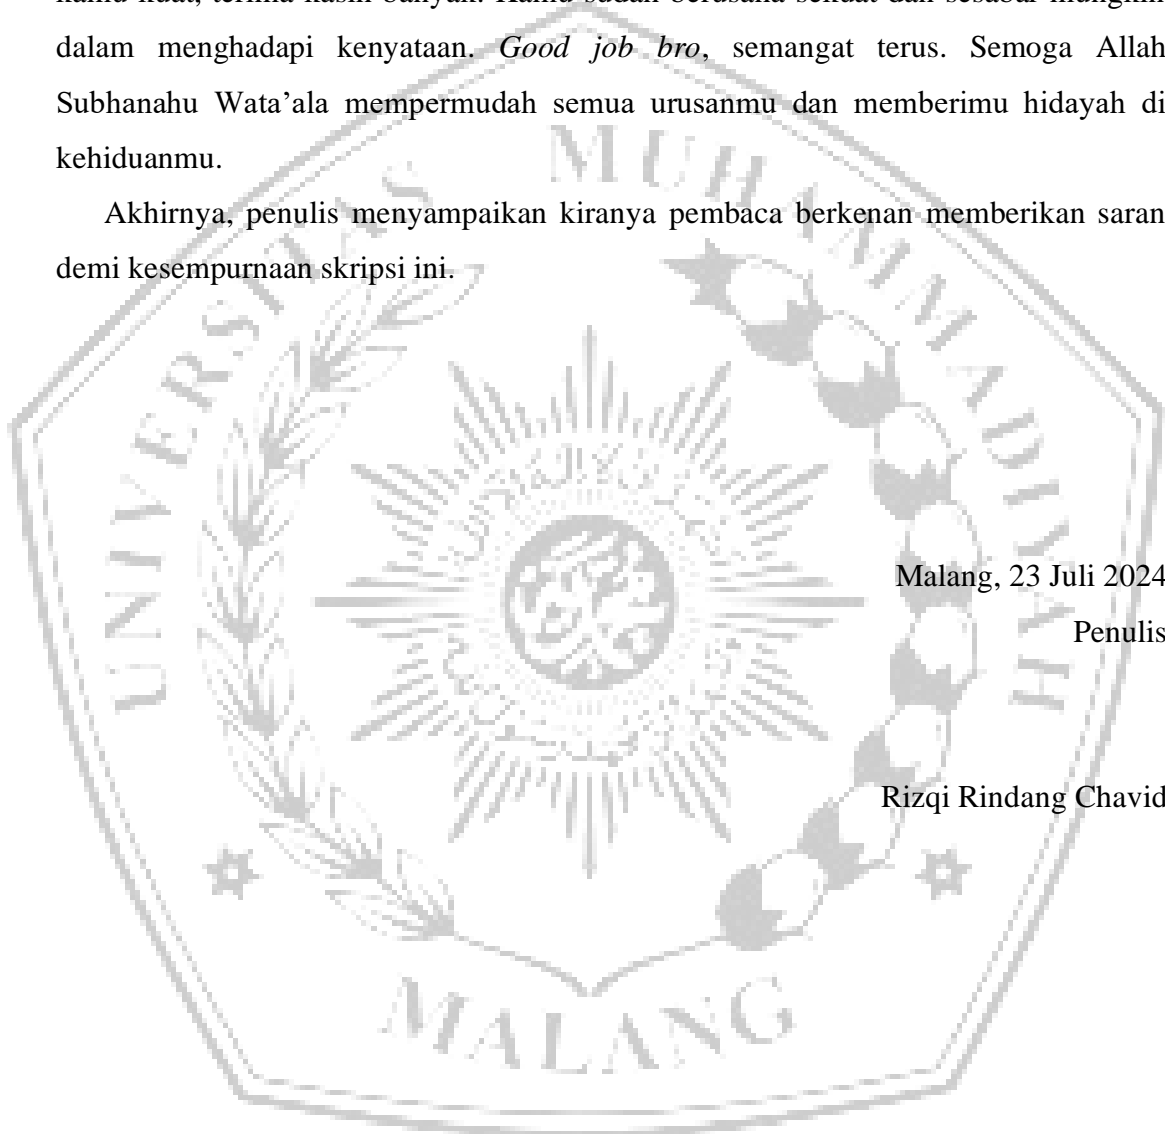 kamu kuat, terima kasih banyak. Kamu sudah berusaha sekuat dan sesabar mungkin
dalam menghadapi kenyataan. Good job bro, semangat terus. Semoga Allah
Subhanahu Wata’ala mempermudah semua urusanmu dan memberimu hidayah di
kehiduanmu.
Akhirnya, penulis menyampaikan kiranya pembaca berkenan memberikan saran
demi kesempurnaan skripsi ini.
Malang, 23 Juli 2024
Penulis
Rizqi Rindang Chavid
UNIVERSITAS MUHAMMADIYAH
MALANG